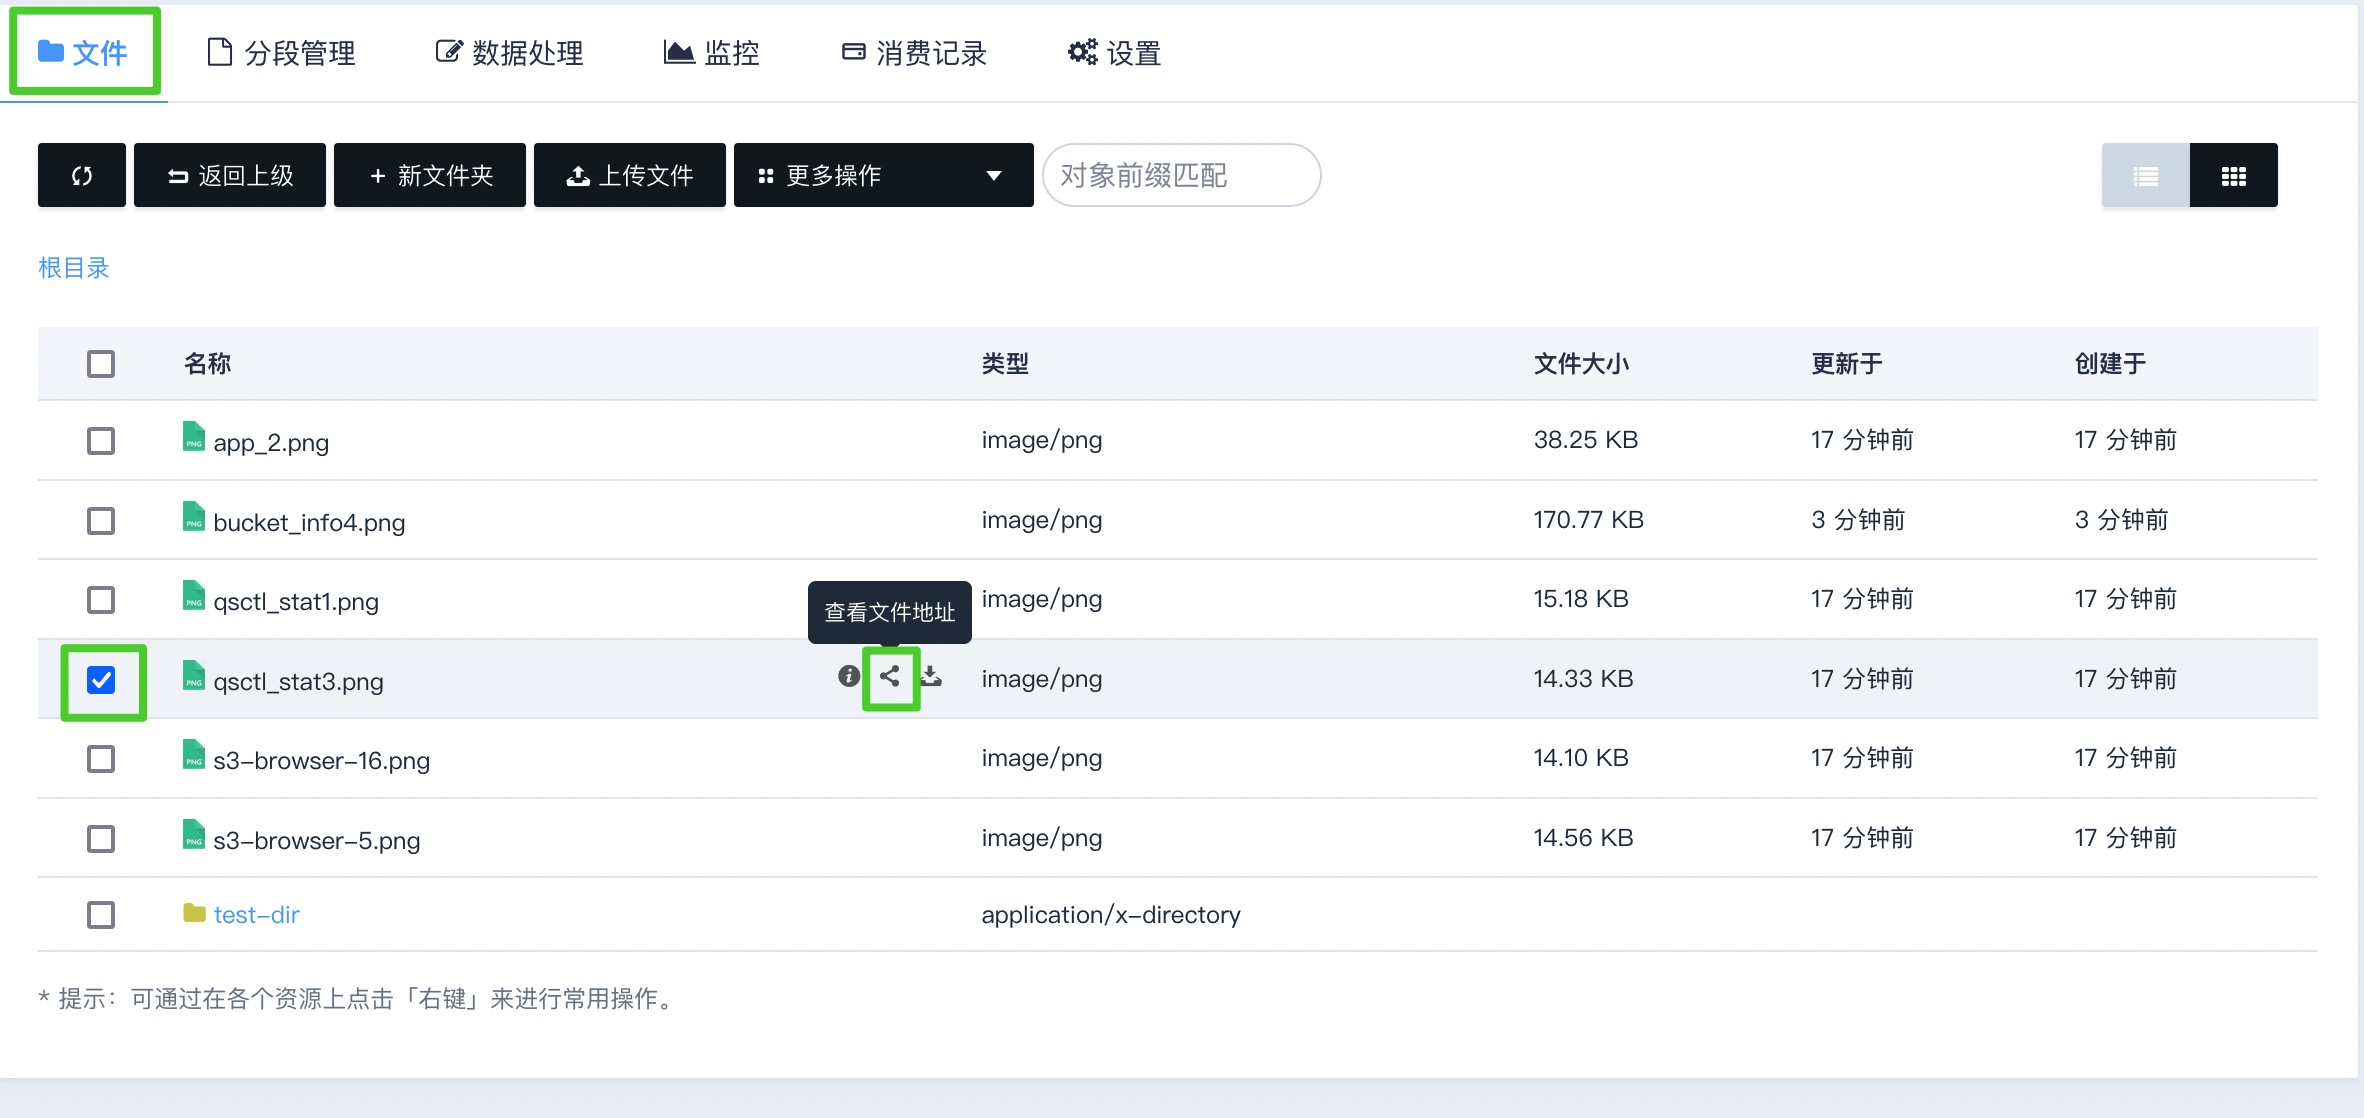 文件 分段管理 数据处理 监控 消费记录 设置
返回上级 + 新文件夹 上传文件 更多操作 对象前缀匹配
根目录
名称 类型 文件大小 更新于 创建于
PNG app_2.png image/png 38.25 KB 17 分钟前 17 分钟前
PNG bucket_info4.png image/png 170.77 KB 3 分钟前 3 分钟前
PNG qsctl_stat1.png image/png 15.18 KB 17 分钟前 17 分钟前
查看文件地址
PNG qsctl_stat3.png image/png 14.33 KB 17 分钟前 17 分钟前
PNG s3-browser-16.png image/png 14.10 KB 17 分钟前 17 分钟前
PNG s3-browser-5.png image/png 14.56 KB 17 分钟前 17 分钟前
test-dir application/x-directory
* 提示：可通过在各个资源上点击「右键」来进行常用操作。